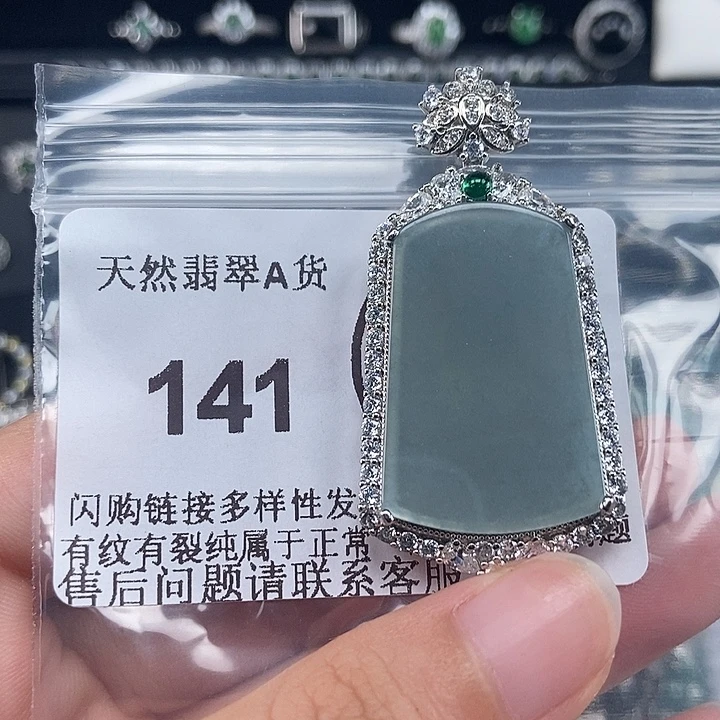 天然翡翠A货
141
闪购链接多样性发
有纹有裂纯属于正常
题
售后问题请联系客服